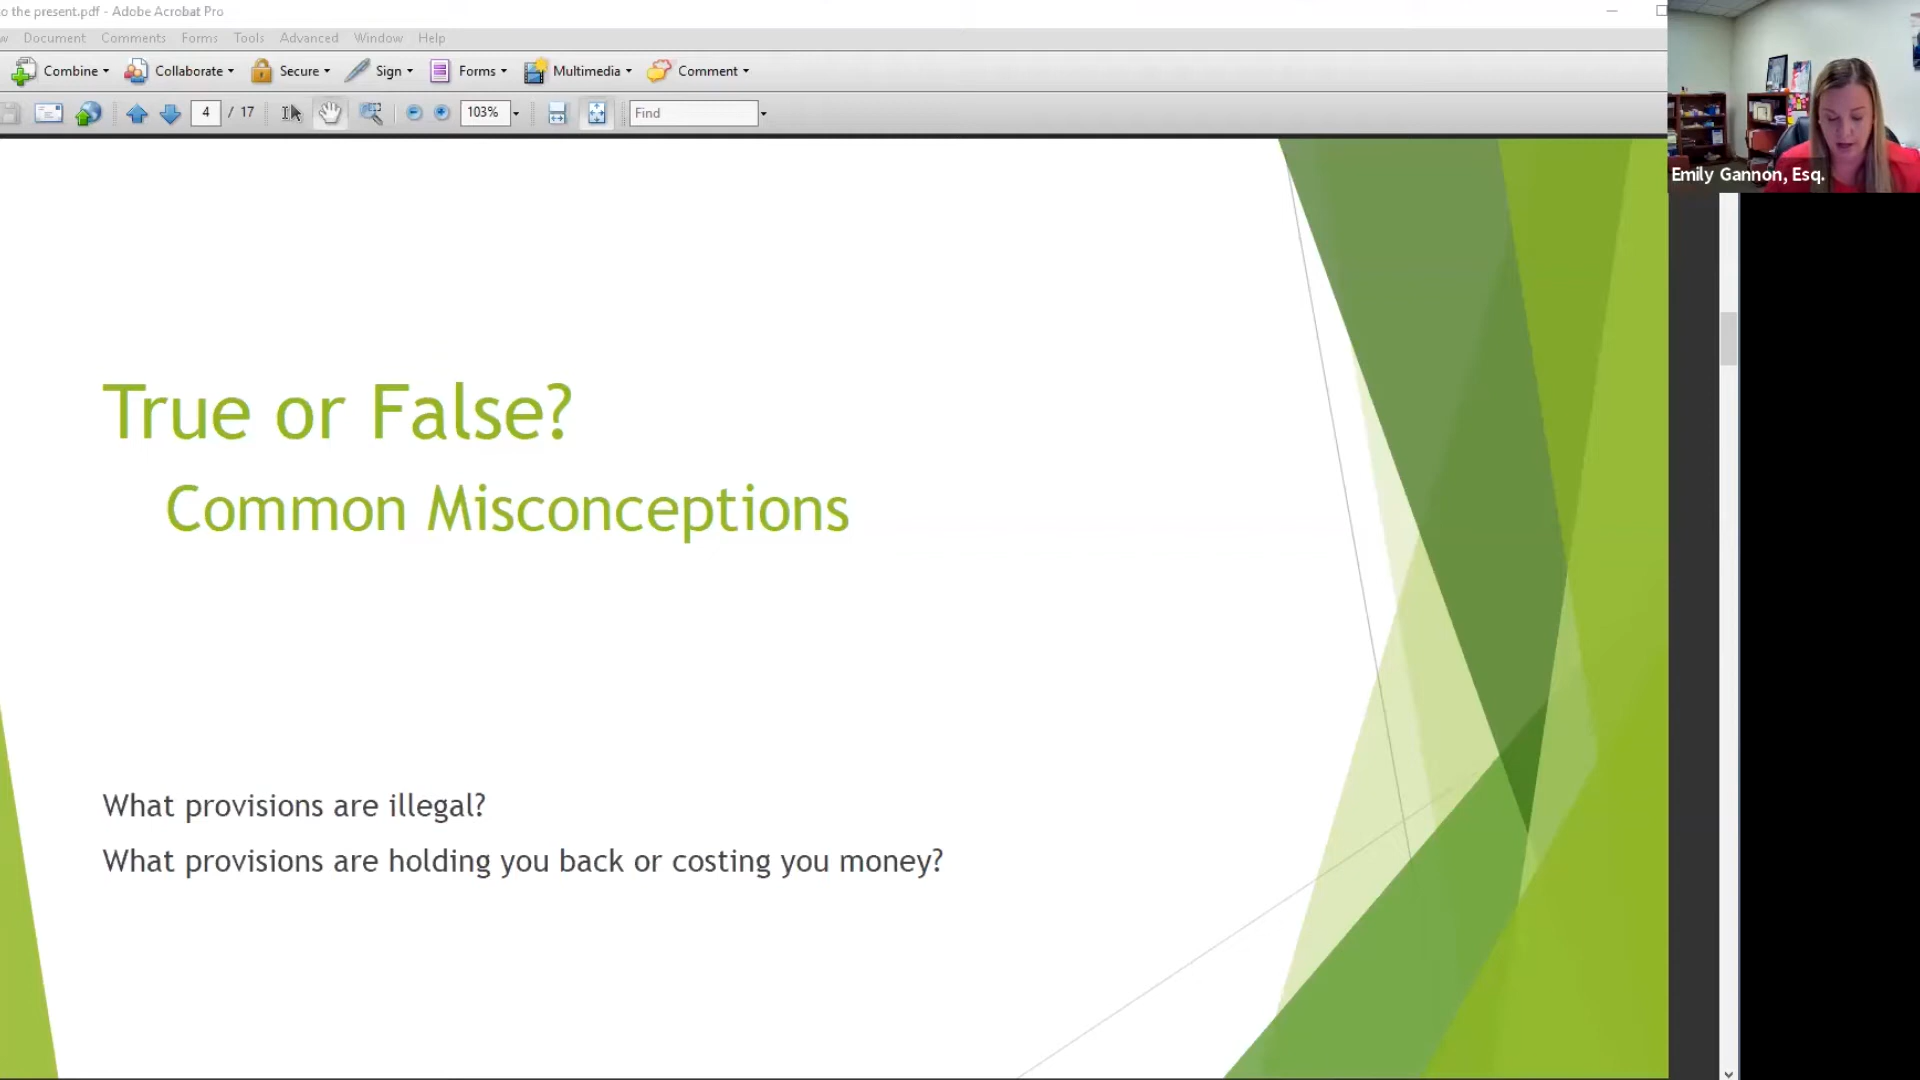 o the present.pdf - Adobe Acrobat Pro
w Document Comments Forms Tools Advanced Window Help
Combine Collaborate Secure Sign Forms Multimedia Comment
4 / 17 103% Find
Emily Gannon, Esq.
True or False?
Common Misconceptions
What provisions are illegal?
What provisions are holding you back or costing you money?